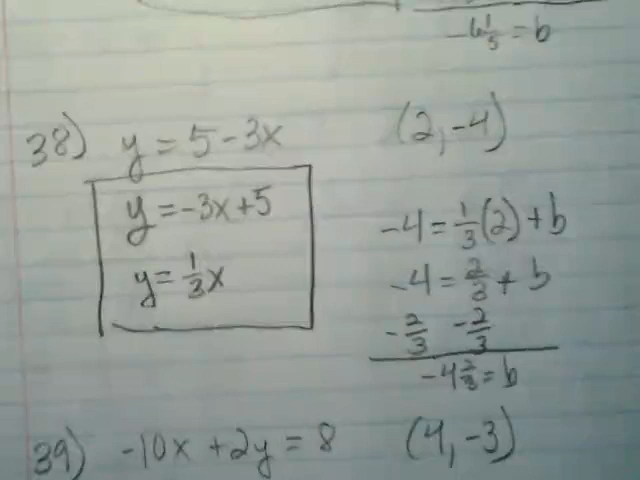 -6 1/5 = b
38) y = 5 - 3x (2, -4)
y = -3x + 5
y = 1/3 x
-4 = 1/3 (2) + b
-4 = 2/3 + b
-2/3 -2/3
-4 2/3 = b
39) -10x + 2y = 8 (4, -3)